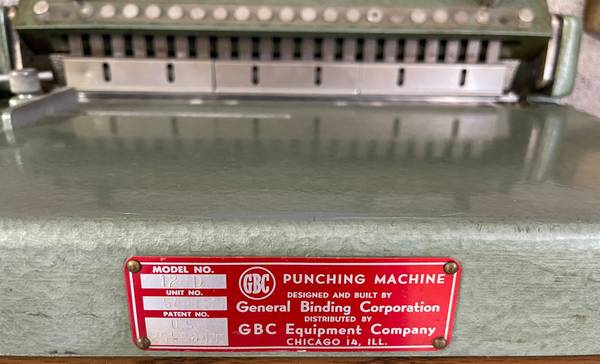 MODEL NO.
12 D
UNIT NO.
PATENT NO.
GBC PUNCHING MACHINE
DESIGNED AND BUILT BY
General Binding Corporation
DISTRIBUTED BY
GBC Equipment Company
CHICAGO 14, ILL.